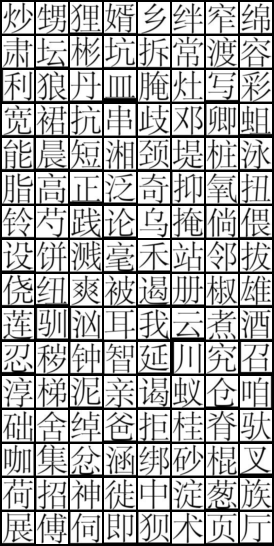 炒甥狸婿乡绊窄绵
肃坛彬坑拆常渡容
利狼丹皿腌灶写彩
宽裙抗串歧邓卿蛆
能晨短湘颈堤桩泳
脂高正泛奇抑氧扭
铃芍践论乌掩倘偎
设饼溅毫禾站邻拔
侥纽爽被遏册椒雄
莲驯汹耳我云煮酒
忍秽钟智延川究召
淳梯泥亲谒蚁仓咱
础舍绰爸拒桂脊驮
咖集忿涵绑砂棍叉
荷招神徙中淀葱族
展傅伺即狈术页厅